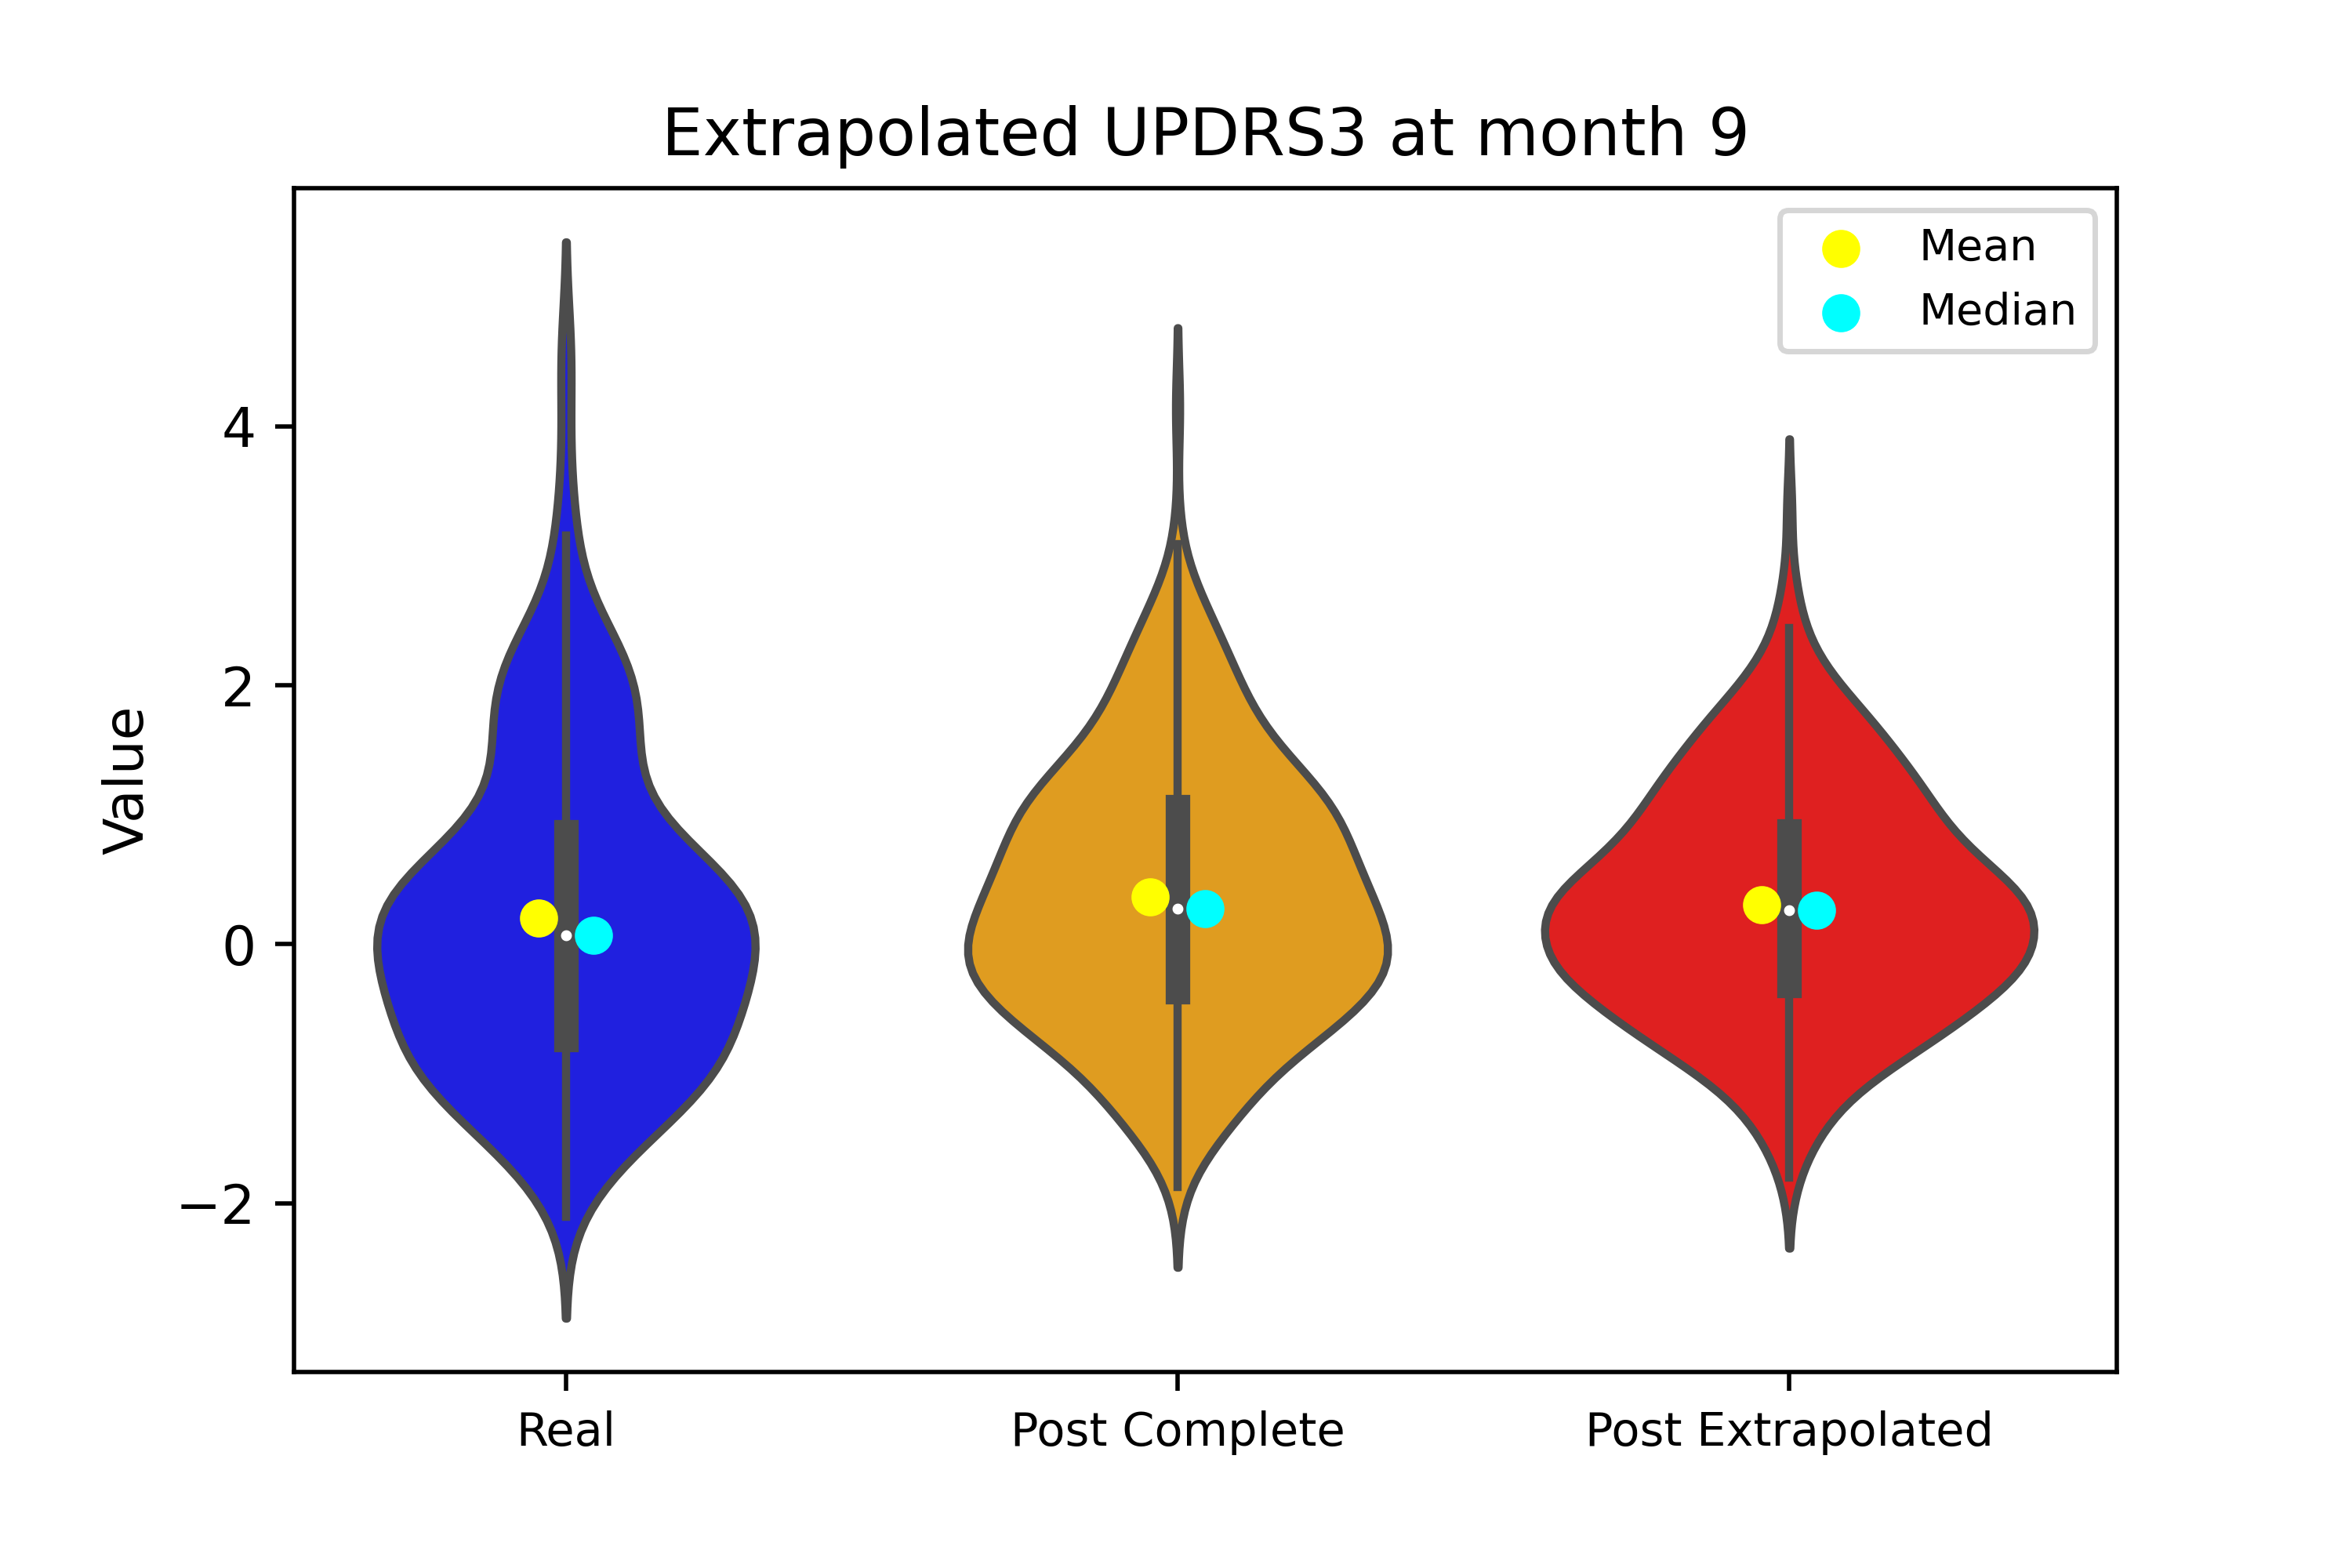 Extrapolated UPDRS3 at month 9
Mean
Median
Value
4
2
0
−2
Real
Post Complete
Post Extrapolated